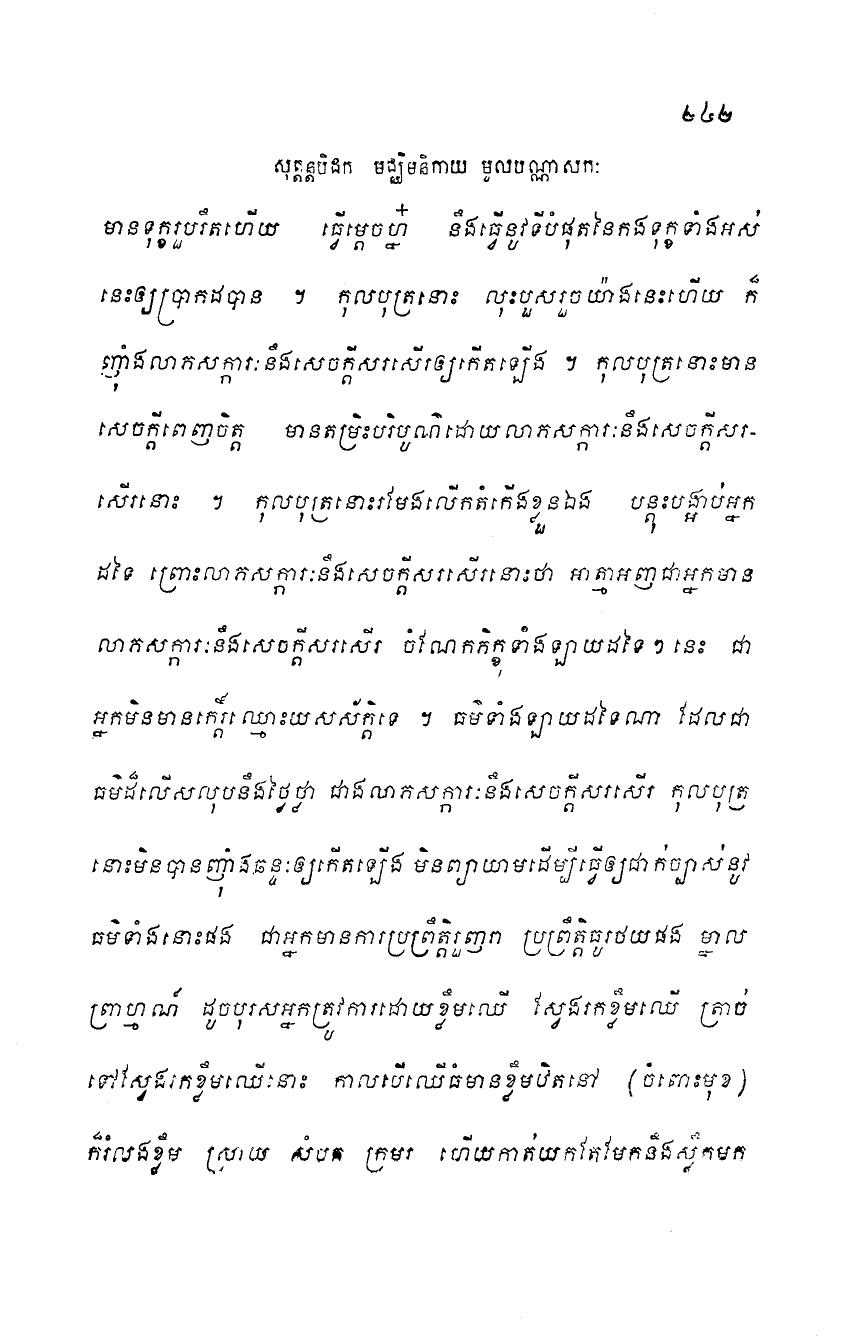 ២៤២
សុត្តន្តបិដក មជ្ឈិមនិកាយ មូលបណ្ណាសកៈ
មានទុក្ខរួបរឹតហើយ ធ្វើម្តេចហ្ន៎ នឹងធ្វើនូវទីបំផុតនៃកងទុក្ខទាំងអស់
នេះឲ្យប្រាកដបាន ។ កុលបុត្រនោះ លុះបួសរួចយ៉ាងនេះហើយ ក៏
ញ៉ាំងលាភសក្ការៈនឹងសេចក្តីសរសើរឲ្យកើតឡើង ។ កុលបុត្រនោះមាន
សេចក្តីពេញចិត្ត មានតម្រិះបរិបូណ៌ដោយលាភសក្ការៈនឹងសេចក្តីសរ-
សើរនោះ ។ កុលបុត្រនោះរមែងលើកតំកើងខ្លួនឯង បន្តុះបង្អាប់អ្នក
ដទៃ ព្រោះលាភសក្ការៈនឹងសេចក្តីសរសើរនោះថា អាត្មាអញជាអ្នកមាន
លាភសក្ការៈនឹងសេចក្តីសរសើរ ចំណែកភិក្ខុទាំងឡាយដទៃៗនេះ ជា
អ្នកមិនមានកេរ្តិ៍ឈ្មោះយសស័ក្តិទេ ។ ធម៌ទាំងឡាយដទៃណា ដែលជា
ធម៌ដ៏លើសលុបនឹងថ្លៃថ្លា ជាងលាភសក្ការៈនឹងសេចក្តីសរសើរ កុលបុត្រ
នោះមិនបានញ៉ាំងឆន្ទៈឲ្យកើតឡើង មិនព្យាយាមដើម្បីធ្វើឲ្យជាក់ច្បាស់នូវ
ធម៌ទាំងនោះផង ជាអ្នកមានការប្រព្រឹត្តិរួញរា ប្រព្រឹត្តិធូរថយផង ម្នាល
ព្រាហ្មណ៍ ដូចបុរសអ្នកត្រូវការដោយខ្លឹមឈើ ស្វែងរកខ្លឹមឈើ ត្រាច់
ទៅស្វែងរកខ្លឹមឈើនោះ កាលបើឈើធំមានខ្លឹមឋិតនៅ (ចំពោះមុខ)
ក៏រំលងខ្លឹម ស្រាយ សំបក ក្រមរ ហើយកាត់យកតែមែកនឹងស្លឹកមក